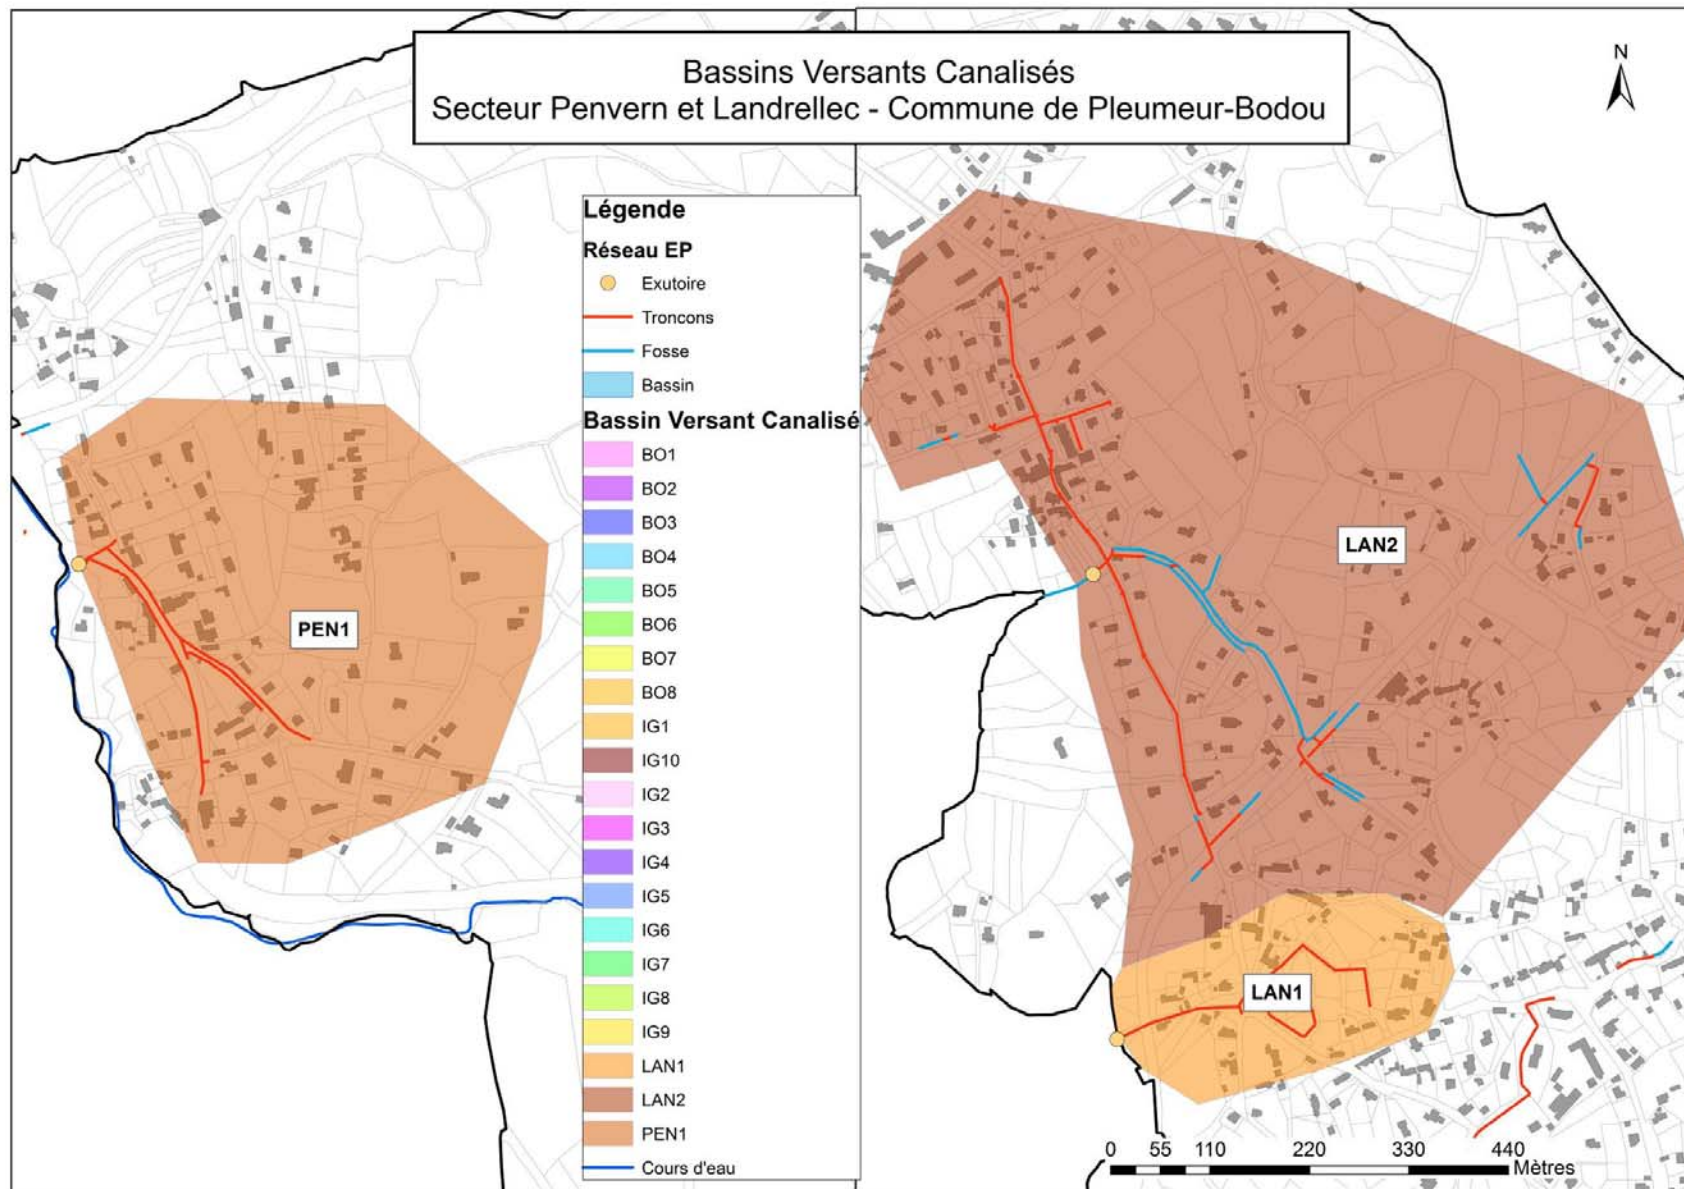 Bassins Versants Canalisés
Secteur Penvern et Landrellec - Commune de Pleumeur-Bodou
N
Légende
Réseau EP
Exutoire
Troncons
Fosse
Bassin
Bassin Versant Canalisé
BO1
BO2
BO3
BO4
BO5
BO6
BO7
BO8
IG1
IG10
IG2
IG3
IG4
IG5
IG6
IG7
IG8
IG9
LAN1
LAN2
PEN1
Cours d'eau
PEN1
LAN2
LAN1
0 55 110 220 330 440
Mètres